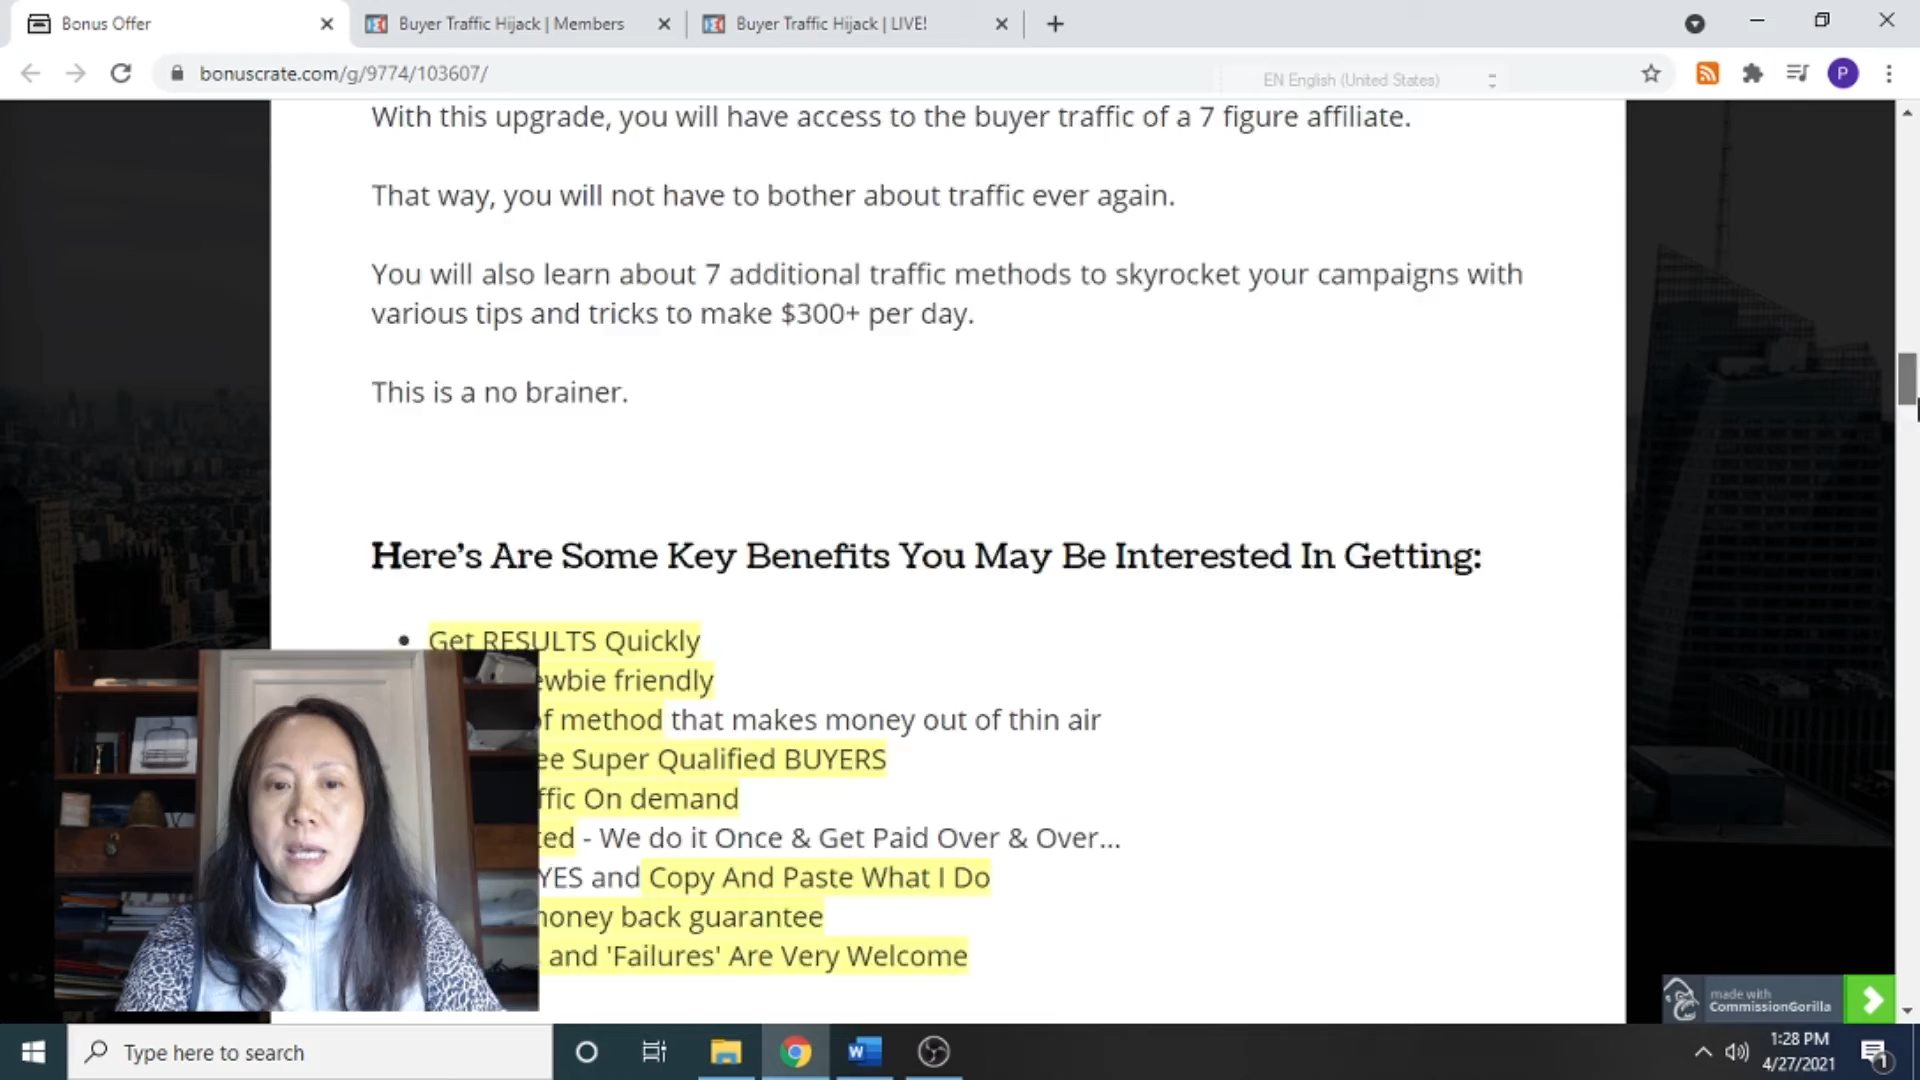 Bonus Offer
Buyer Traffic Hijack | Members
Buyer Traffic Hijack | LIVE!
bonuscrate.com/g/9774/103607/
EN English (United States)
P
With this upgrade, you will have access to the buyer traffic of a 7 figure affiliate.
That way, you will not have to bother about traffic ever again.
You will also learn about 7 additional traffic methods to skyrocket your campaigns with
various tips and tricks to make $300+ per day.
This is a no brainer.
Here's Are Some Key Benefits You May Be Interested In Getting:
Get RESULTS Quickly
friendly
method that makes money out of thin air
Super Qualified BUYERS
On demand
- We do it Once & Get Paid Over & Over...
YES and Copy And Paste What I Do
back guarantee
and 'Failures' Are Very Welcome
made with
CommissionGorilla
Type here to search
1:28 PM
4/27/2021
1